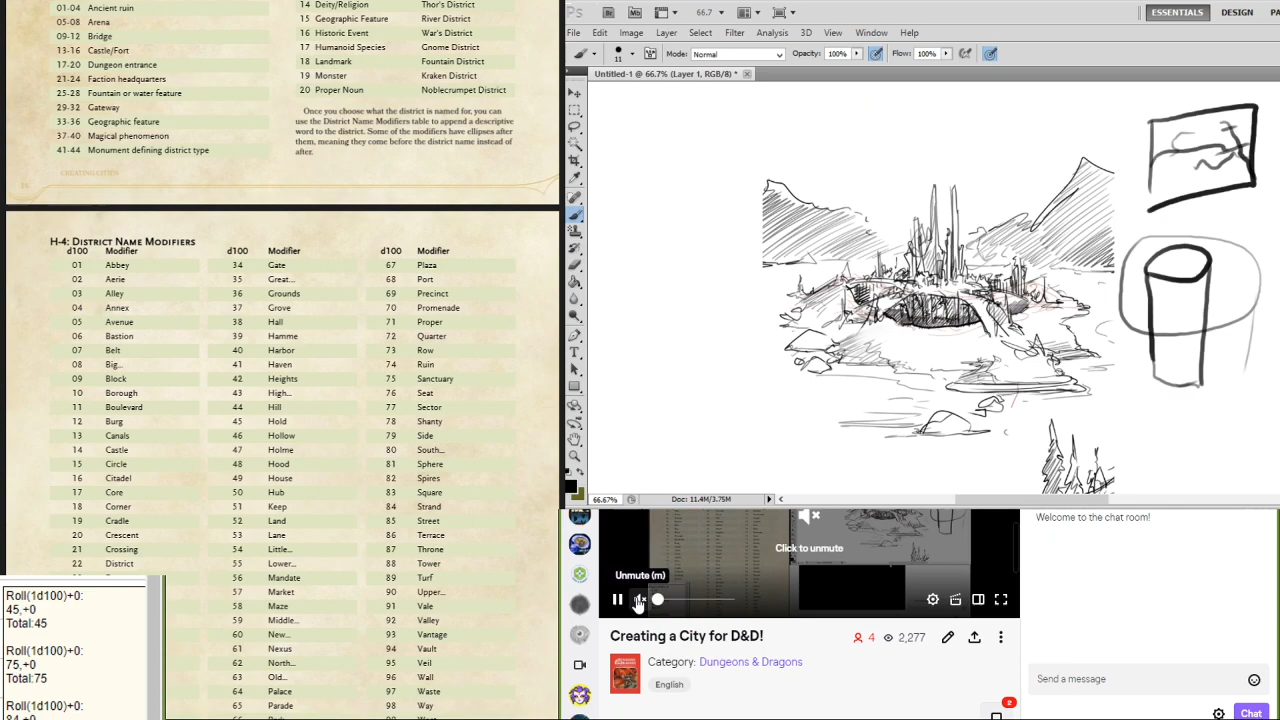 01-04 Ancient ruin
05-08 Arena
09-12 Bridge
13-16 Castle/Fort
17-20 Dungeon entrance
21-24 Faction headquarters
25-28 Fountain or water feature
29-32 Gateway
33-36 Geographic feature
37-40 Magical phenomenon
41-44 Monument defining district type
CREATING CITIES
14 Deity/Religion Thor's District
15 Geographic Feature River District
16 Historic Event War's District
17 Humanoid Species Gnome District
18 Landmark Fountain District
19 Monster Kraken District
20 Proper Noun Noblecrumpet District
Once you choose what the district is named for, you can
use the District Name Modifiers table to append a descriptive
word to the district. Some of the modifiers have ellipses after
them, meaning they come before the district name instead of
after.
H-4: District Name Modifiers
d100 Modifier d100 Modifier d100 Modifier
01 Abbey 34 Gate 67 Plaza
02 Aerie 35 Great... 68 Port
03 Alley 36 Grounds 69 Precinct
04 Annex 37 Grove 70 Promenade
05 Avenue 38 Hall 71 Proper
06 Bastion 39 Hamme 72 Quarter
07 Belt 40 Harbor 73 Row
08 Big... 41 Haven 74 Ruin
09 Block 42 Heights 75 Sanctuary
10 Borough 43 High... 76 Seat
11 Boulevard 44 Hill 77 Sector
12 Burg 45 Hold 78 Shanty
13 Canals 46 Hollow 79 Side
14 Castle 47 Holme 80 South...
15 Circle 48 Hood 81 Sphere
16 Citadel 49 House 82 Spires
17 Core 50 Hub 83 Square
18 Corner 51 Keep 84 Strand
19 Cradle 52 Land 85 Street
20 Crescent 53 Lane 86 Terrace
21 Crossing 54 Little... 87 Throne
22 District 55 Lower... 88 Tower
56 Mandate 89 Turf
57 Market 90 Upper...
58 Maze 91 Vale
59 Middle... 92 Valley
60 New... 93 Vantage
61 Nexus 94 Vault
62 North... 95 Veil
63 Old... 96 Wall
64 Palace 97 Waste
65 Parade 98 Way
Roll(1d100)+0:
45,+0
Total:45
Roll(1d100)+0:
75,+0
Total:75
Roll(1d100)+0:
Ps Br Mb 66.7 ESSENTIALS DESIGN
File Edit Image Layer Select Filter Analysis 3D View Window Help
11 Mode: Normal Opacity: 100% Flow: 100%
Untitled-1 @ 66.7% (Layer 1, RGB/8) *
66.67% Doc: 11.4M/3.75M
Click to unmute
Unmute (m)
Creating a City for D&D!
4 2,277
Category: Dungeons & Dragons
English
Welcome to the chat room!
Send a message
2
Chat